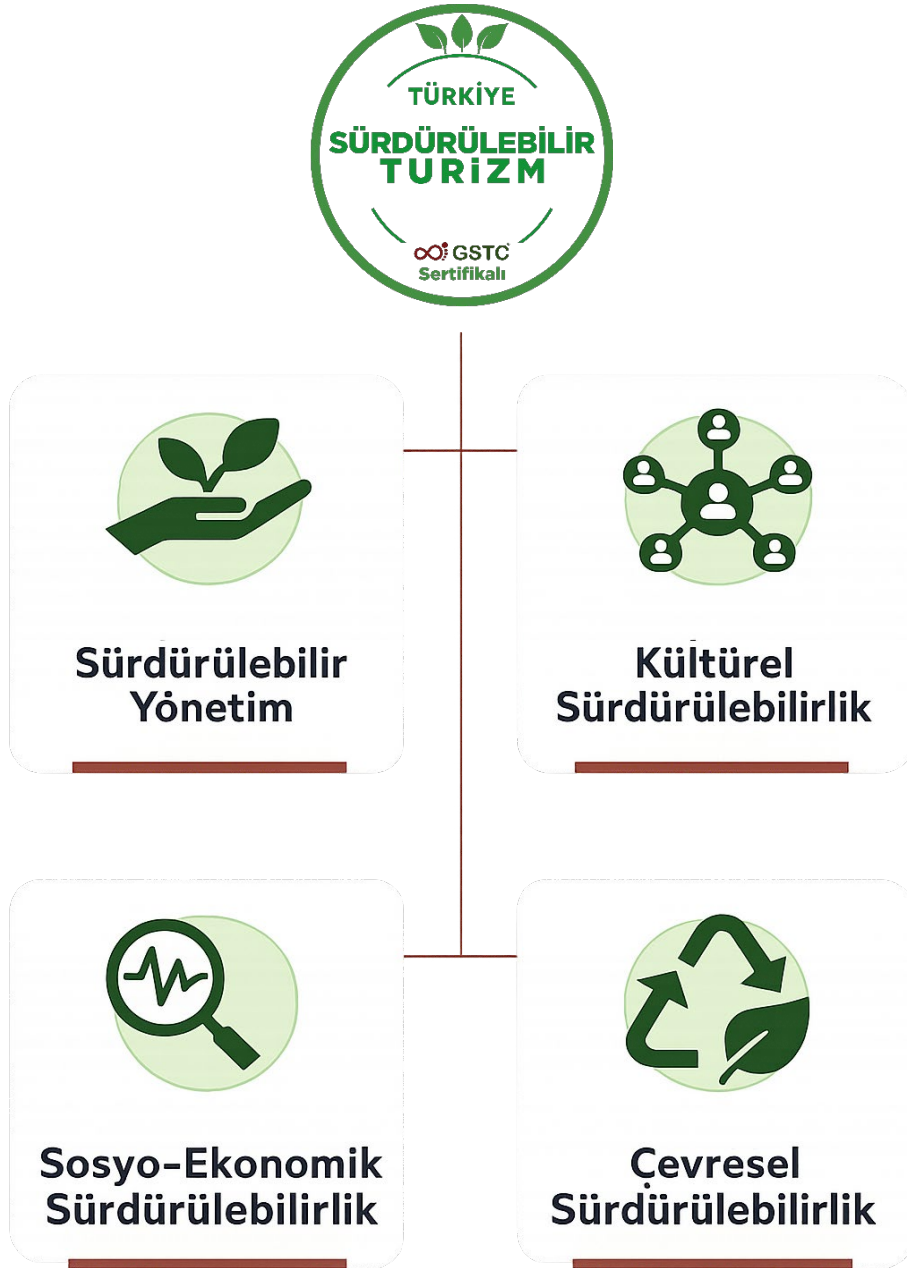 TÜRKİYE
SÜRDÜRÜLEBİLİR
TURİZM
GSTC
Sertifikalı
Sürdürülebilir
Yönetim
Kültürel
Sürdürülebilirlik
Sosyo-Ekonomik
Sürdürülebilirlik
Çevresel
Sürdürülebilirlik